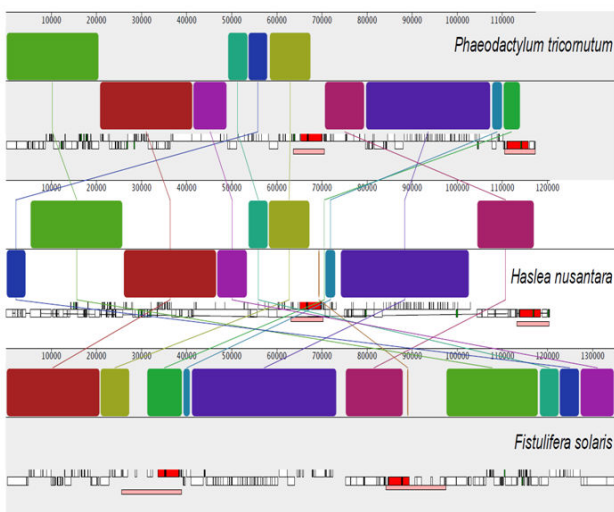 10000 20000 30000 40000 50000 60000 70000 80000 90000 100000 110000
Phaeodactylum tricornutum
10000 20000 30000 40000 50000 60000 70000 80000 90000 100000 110000 120000
Haslea nusantara
10000 20000 30000 40000 50000 60000 70000 80000 90000 100000 110000 120000 130000
Fistulifera solaris